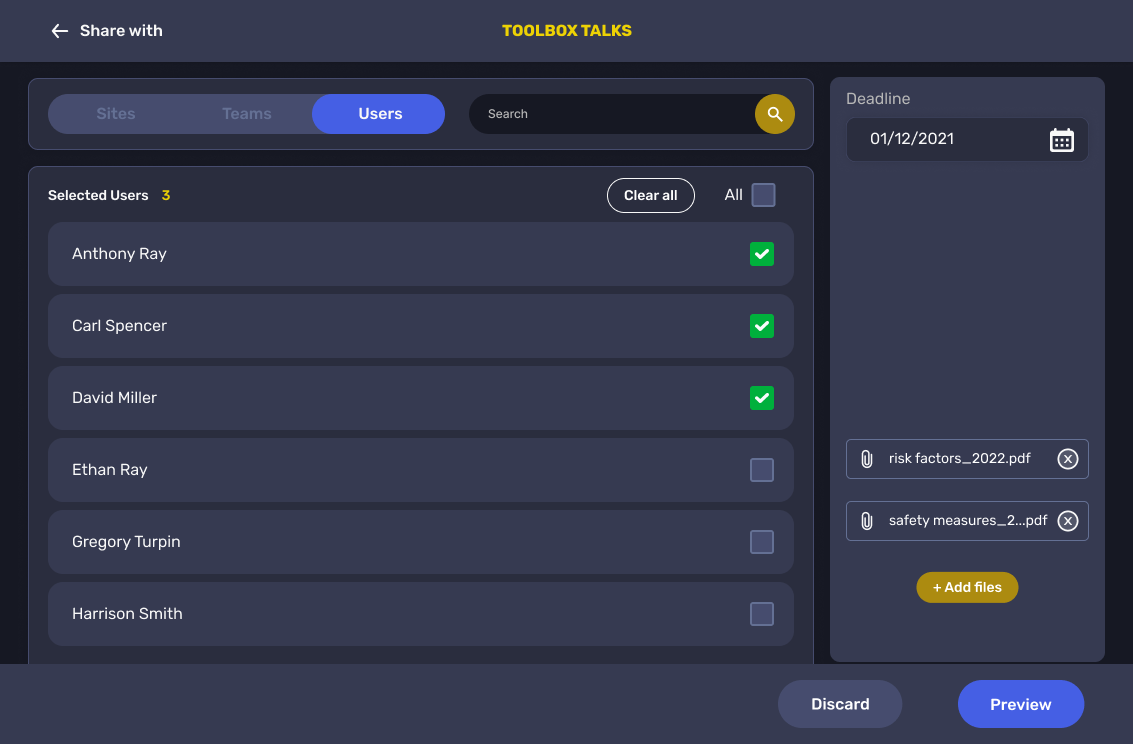 Share with
TOOLBOX TALKS
Sites
Teams
Users
Search
Deadline
01/12/2021
Selected Users 3
Clear all
All
Anthony Ray
Carl Spencer
David Miller
Ethan Ray
Gregory Turpin
Harrison Smith
risk factors_2022.pdf
safety measures_2...pdf
+ Add files
Discard
Preview